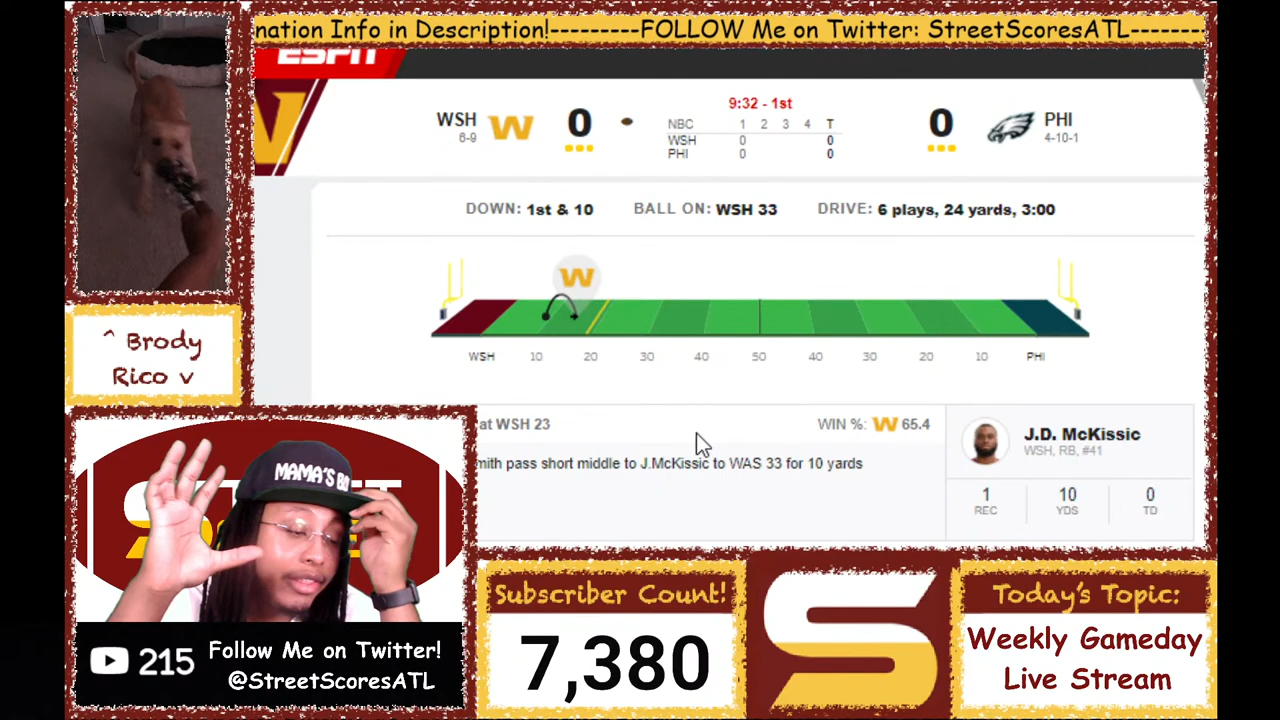 nation Info in Description!---------FOLLOW Me on Twitter: StreetScoresATL-------
ESPN
WSH
6-9
W
0
9:32 - 1st
NBC 1 2 3 4 T
WSH 0 0
PHI 0 0
0
PHI
4-10-1
DOWN: 1st & 10
BALL ON: WSH 33
DRIVE: 6 plays, 24 yards, 3:00
W
WSH 10 20 30 40 50 40 30 20 10 PHI
^ Brody
Rico v
at WSH 23
WIN %: W 65.4
mith pass short middle to J.McKissic to WAS 33 for 10 yards
J.D. McKissic
WSH, RB, #41
1 10 0
REC YDS TD
MAMA'S BO
215
Follow Me on Twitter!
@StreetScoresATL
Subscriber Count!
7,380
S
Today's Topic:
Weekly Gameday
Live Stream